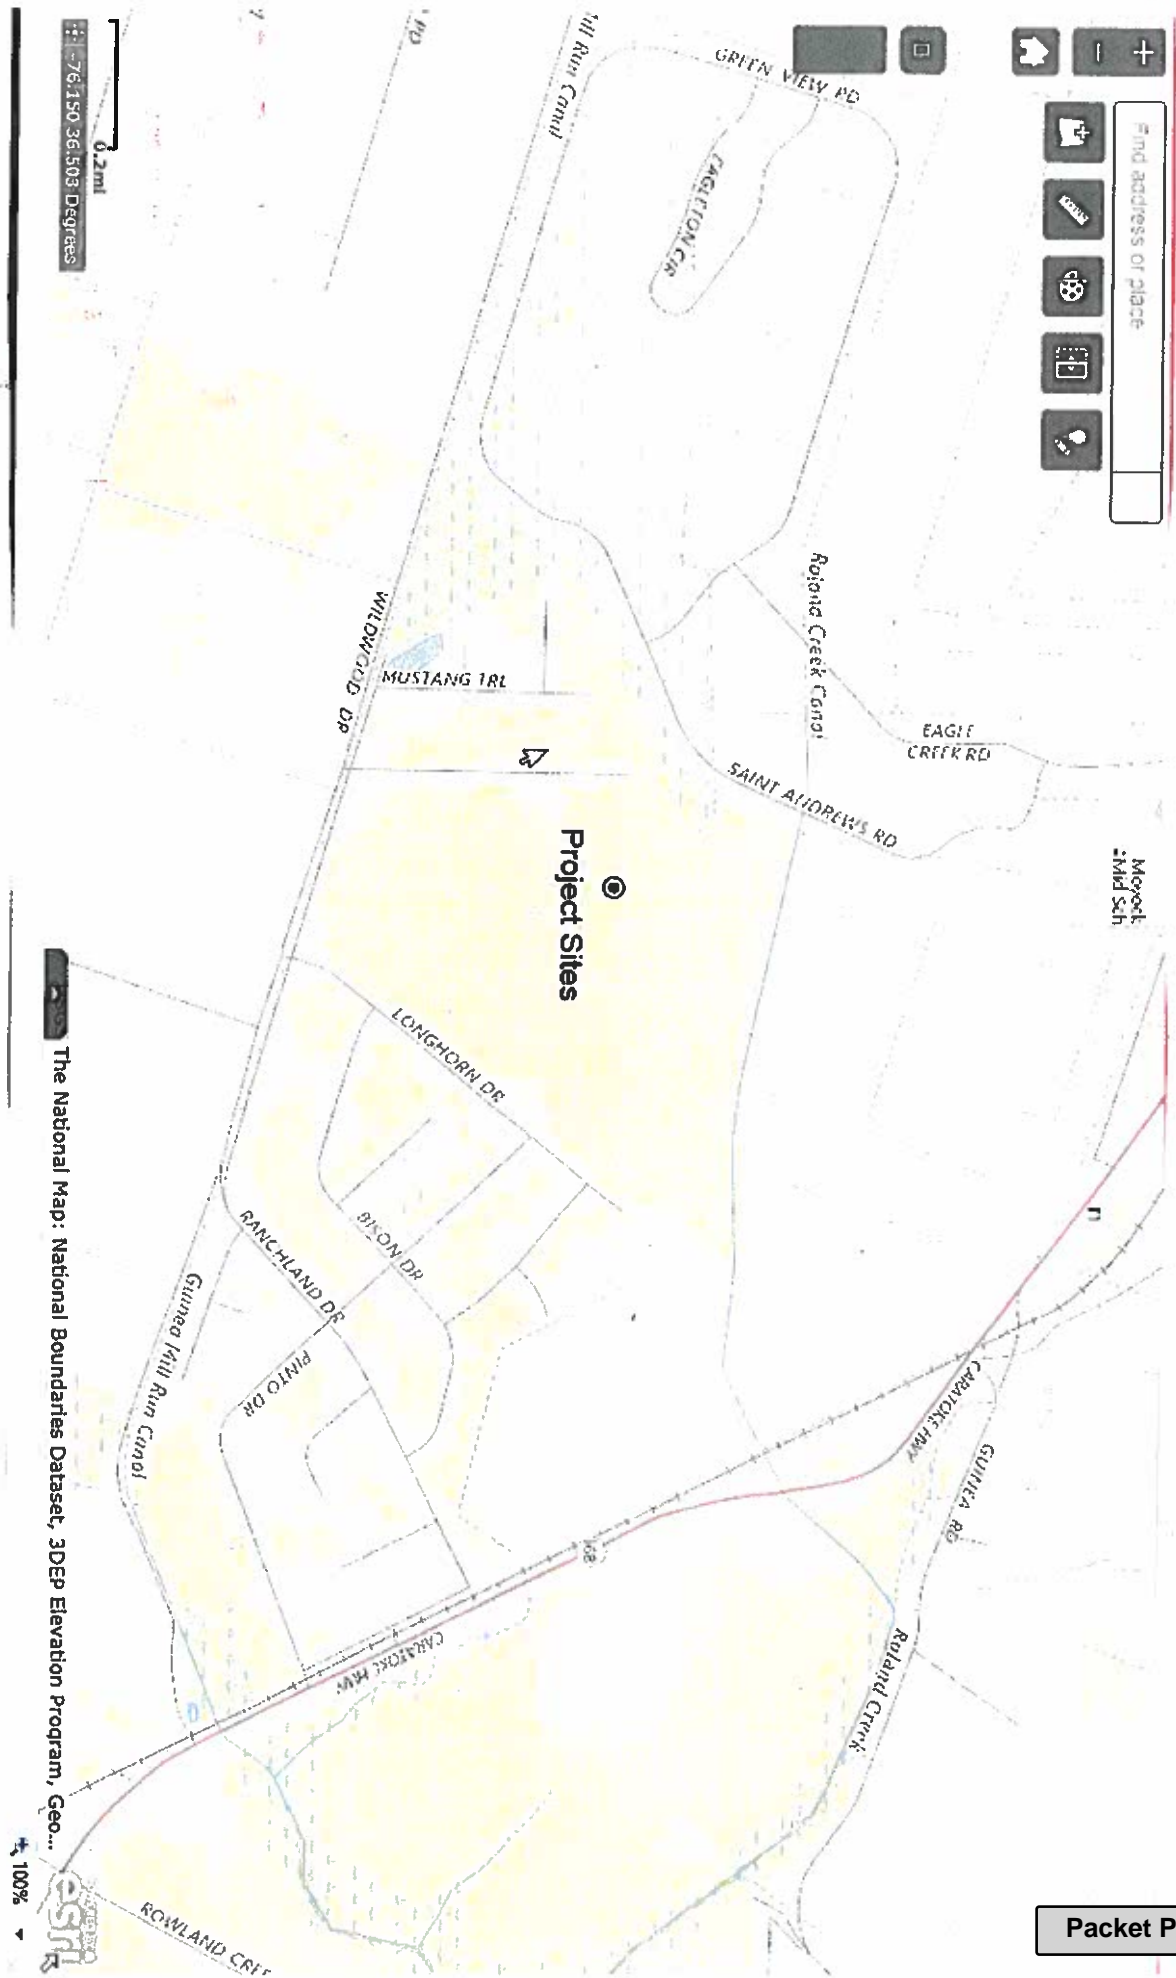 Find address or place
GREEN VIEW RD
EAGLETON CIR
Mill Run Canal
RD
0.2mi
-76.150 36.503 Degrees
Roland Creek Canal
EAGLE
CREEK RD
SAINT ANDREWS RD
Moyock
Mid Sch
MUSTANG TRL
WILDWOOD DR
Project Sites
LONGHORN DR
BISON DR
RANCHLAND DR
PINTO DR
Guinea Mill Run Canal
CARATOKE HWY
GUINEA RD
168
CARATOKE HWY
Roland Creek
ROWLAND CREE
The National Map: National Boundaries Dataset, 3DEP Elevation Program, Geo...
POWERED BY
esri
100%
Packet P